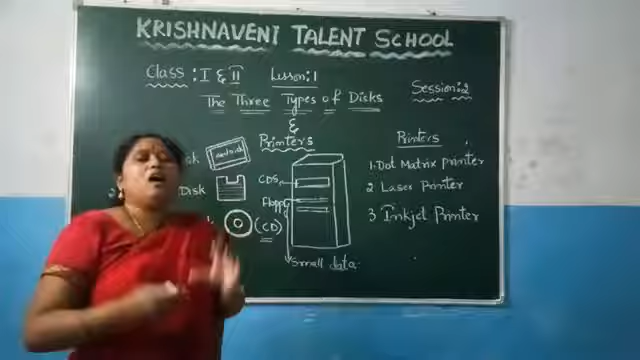 KRISHNAVENI TALENT SCHOOL
Class : I & II
Lesson:1
Session:2
The Three Types of Disks
&
Printers
Printers
Disk
(CD)
CDs
Floppy
small data
1. Dot Matrix printer
2 Laser printer
3 Inkjet Printer